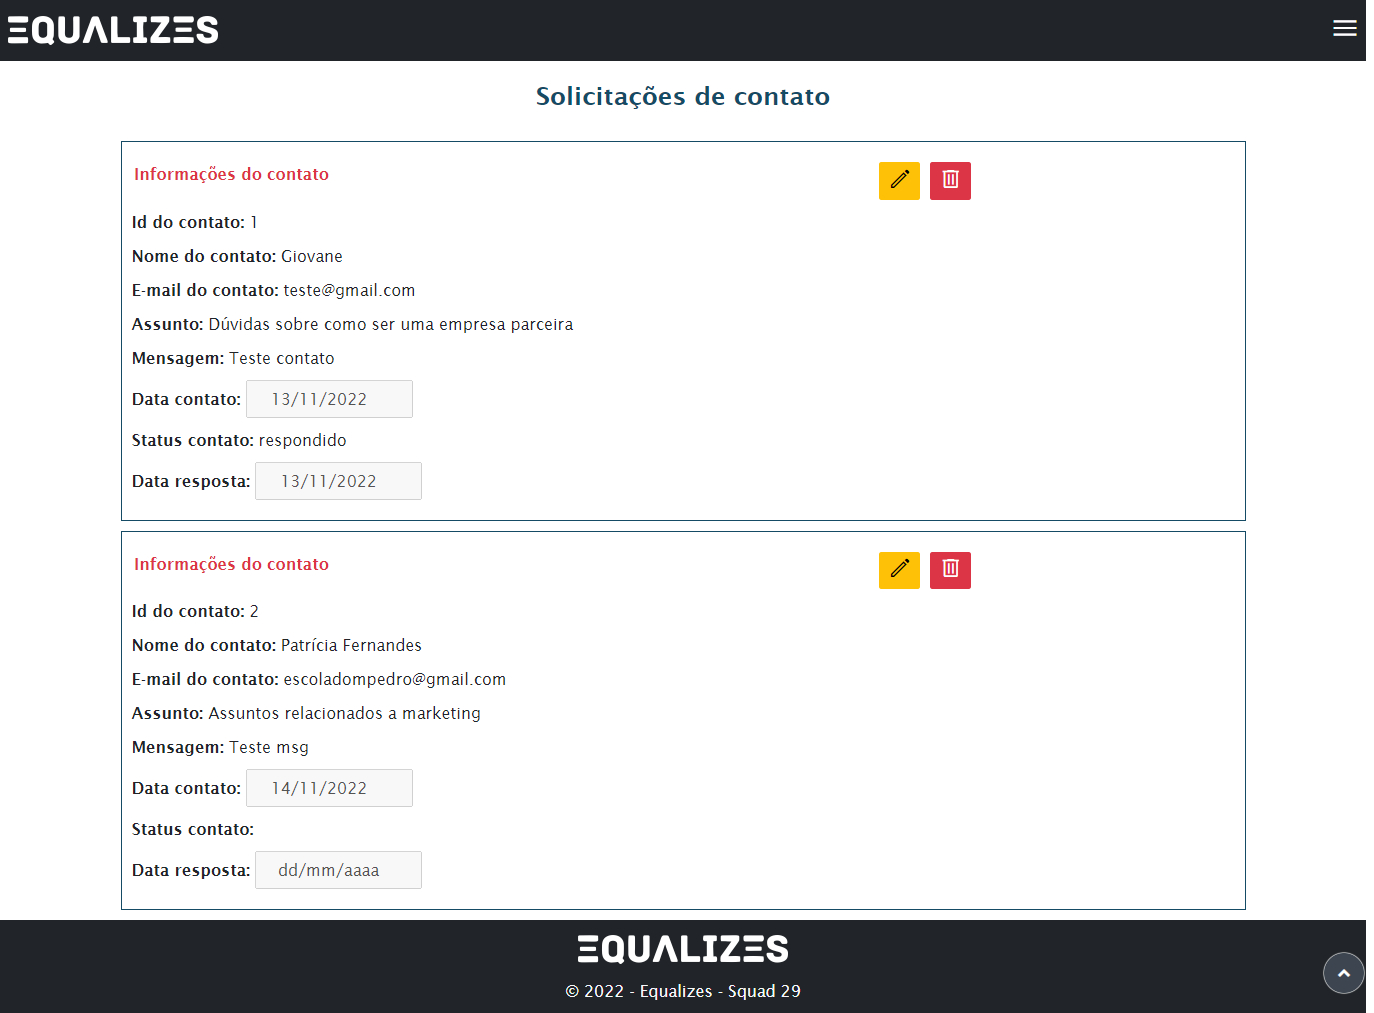 EQUALIZES
Solicitações de contato
Informações do contato
Id do contato: 1
Nome do contato: Giovane
E-mail do contato: teste@gmail.com
Assunto: Dúvidas sobre como ser uma empresa parceira
Mensagem: Teste contato
Data contato: 13/11/2022
Status contato: respondido
Data resposta: 13/11/2022
Informações do contato
Id do contato: 2
Nome do contato: Patrícia Fernandes
E-mail do contato: escoladompedro@gmail.com
Assunto: Assuntos relacionados a marketing
Mensagem: Teste msg
Data contato: 14/11/2022
Status contato:
Data resposta: dd/mm/aaaa
EQUALIZES
© 2022 - Equalizes - Squad 29